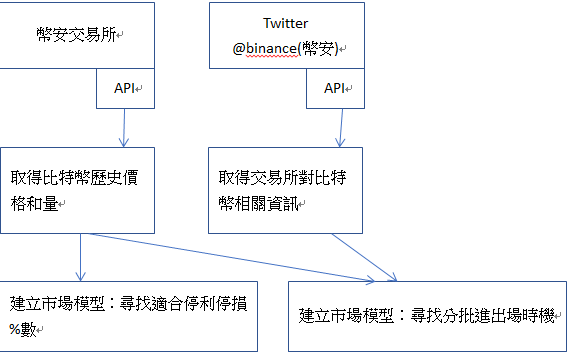 幣安交易所
Twitter
@binance(幣安)
API
API
取得比特幣歷史價
格和量
取得交易所對比特
幣相關資訊
建立市場模型：尋找適合停利停損
%數
建立市場模型：尋找分批進出場時機